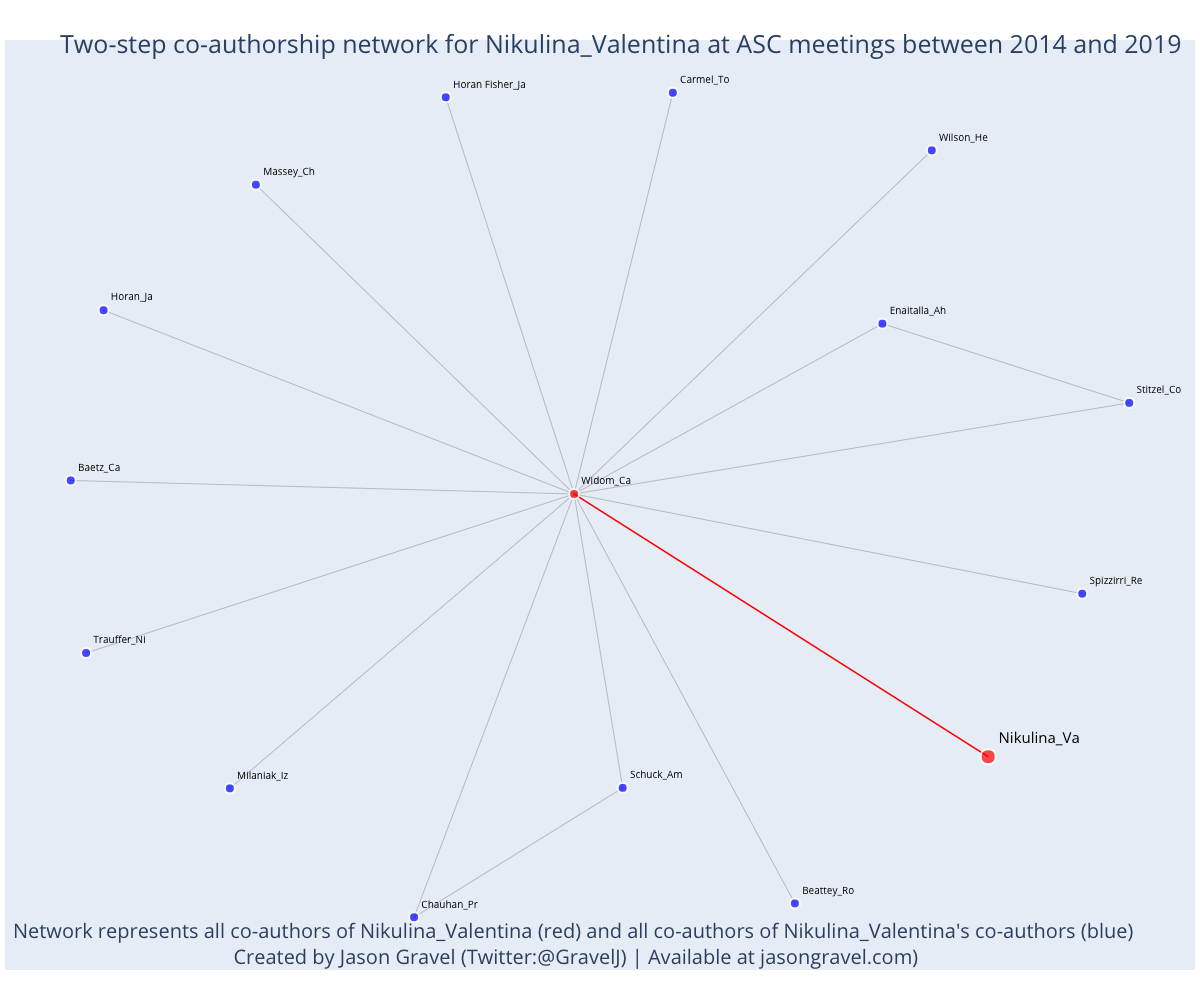 Two-step co-authorship network for Nikulina_Valentina at ASC meetings between 2014 and 2019
Carmel_To
Horan Fisher_Ja
Wilson_He
Massey_Ch
Horan_Ja
Enaitalla_Ah
Stitzel_Co
Baetz_Ca
Widom_Ca
Spizzirri_Re
Trauffer_Ni
Nikulina_Va
Schuck_Am
Milaniak_Iz
Beattey_Ro
Chauhan_Pr
Network represents all co-authors of Nikulina_Valentina (red) and all co-authors of Nikulina_Valentina's co-authors (blue)
Created by Jason Gravel (Twitter:@GravelJ) | Available at jasongravel.com)